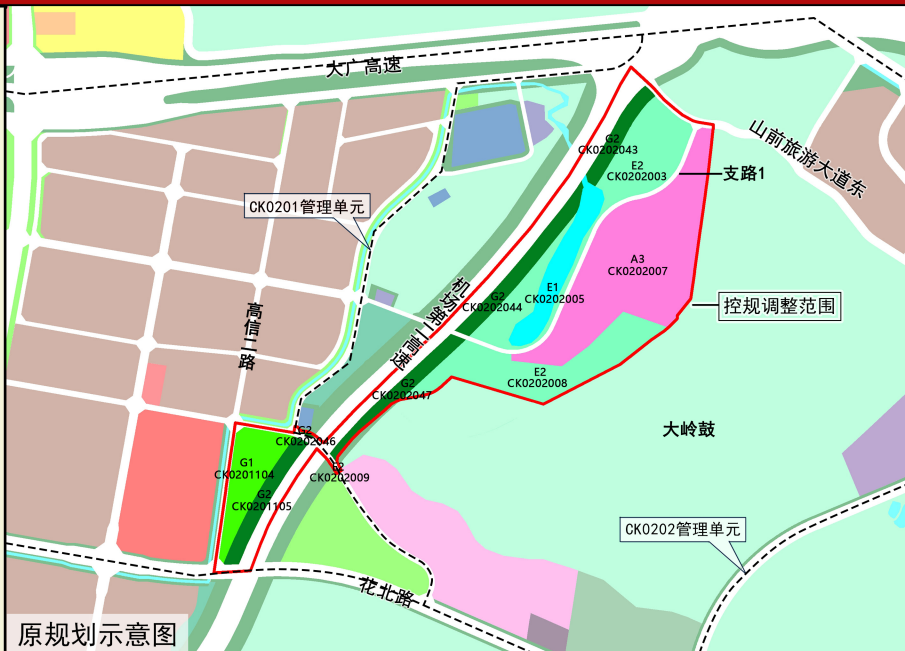 大广高速
山前旅游大道东
G2
CK0202043
E2
CK0202003
支路1
CK0201管理单元
A3
CK0202007
机场第二高速
G2
CK0202044
E1
CK0202005
控规调整范围
高信二路
E2
CK0202008
G2
CK0202047
大岭鼓
G2
CK0202046
G1
CK0201104
E2
CK0202009
G2
CK0201105
CK0202管理单元
花北路
原规划示意图